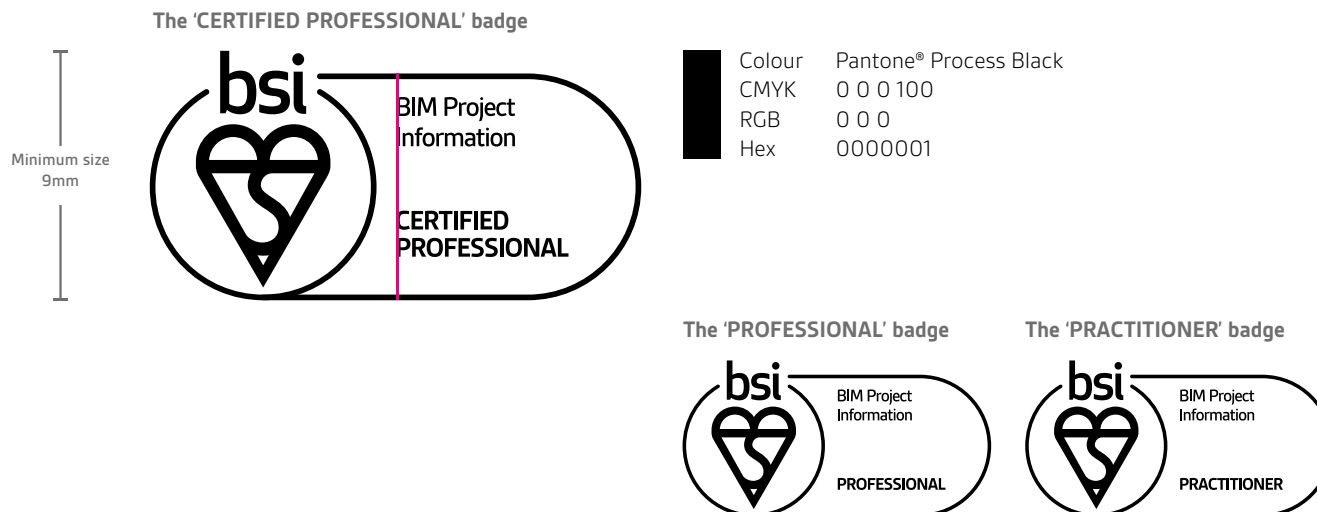 The ‘CERTIFIED PROFESSIONAL’ badge
Minimum size
9mm
bsi
BIM Project
Information
CERTIFIED
PROFESSIONAL
Colour Pantone® Process Black
CMYK 0 0 0 100
RGB 0 0 0
Hex 0000001
The ‘PROFESSIONAL’ badge
bsi
BIM Project
Information
PROFESSIONAL
The ‘PRACTITIONER’ badge
bsi
BIM Project
Information
PRACTITIONER